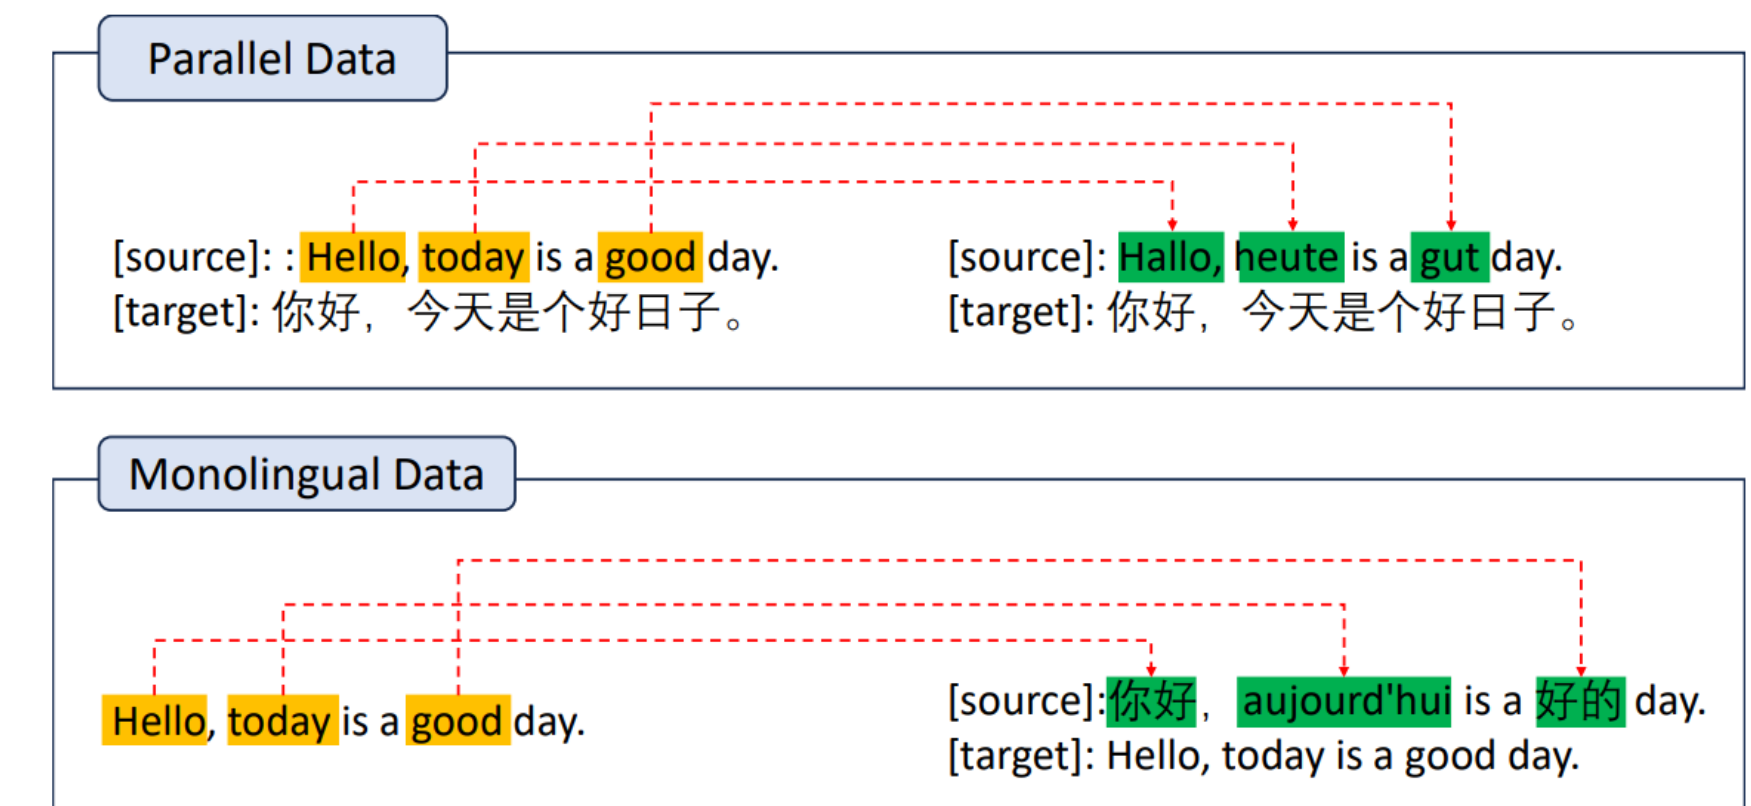 Parallel Data
[source]: : Hello, today is a good day.
[target]: 你好，今天是个好日子。
[source]: Hallo, heute is a gut day.
[target]: 你好，今天是个好日子。
Monolingual Data
Hello, today is a good day.
[source]:你好，aujourd'hui is a 好的 day.
[target]: Hello, today is a good day.